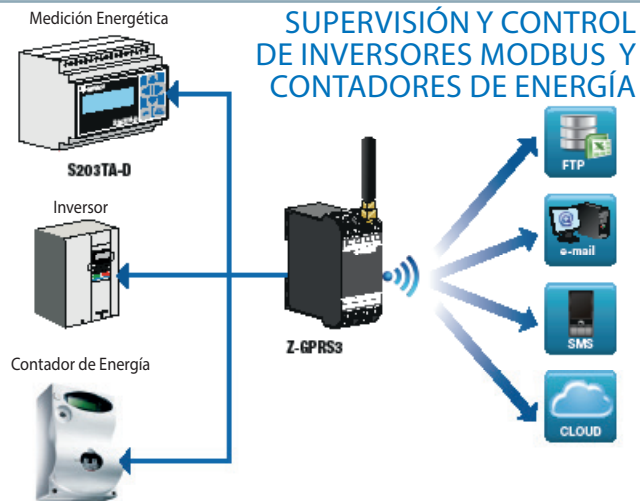 Medición Energética
SUPERVISIÓN Y CONTROL
DE INVERSORES MODBUS Y
CONTADORES DE ENERGÍA
S203TA-D
FTP
Inversor
e-mail
Z-GPRS3
SMS
Contador de Energía
CLOUD